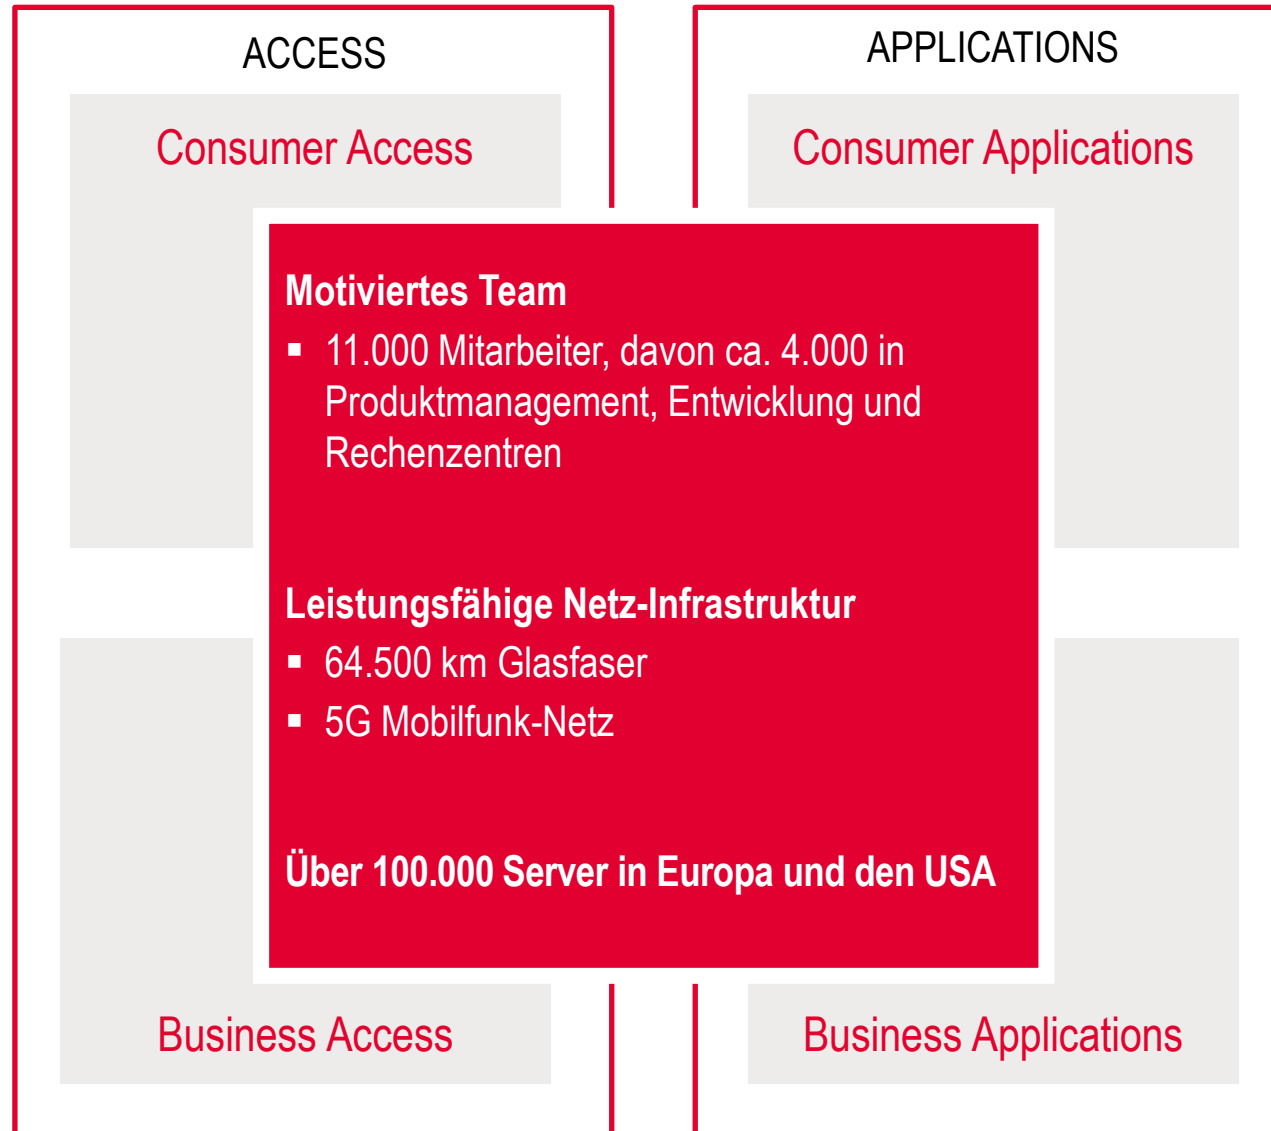 ACCESS
APPLICATIONS
Consumer Access
Consumer Applications
Motiviertes Team
▪ 11.000 Mitarbeiter, davon ca. 4.000 in
Produktmanagement, Entwicklung und
Rechenzentren
Leistungsfähige Netz-Infrastruktur
▪ 64.500 km Glasfaser
▪ 5G Mobilfunk-Netz
Über 100.000 Server in Europa und den USA
Business Access
Business Applications